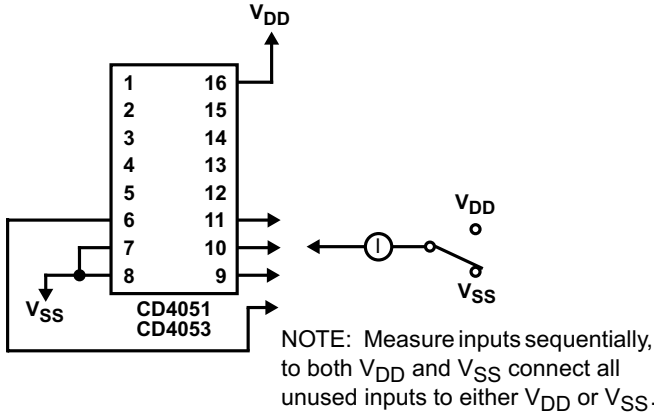 VDD
1 16
2 15
3 14
4 13
5 12
6 11
7 10
8 9
VSS
CD4051
CD4053
I
VDD
VSS
NOTE: Measure inputs sequentially,
to both VDD and VSS connect all
unused inputs to either VDD or VSS.